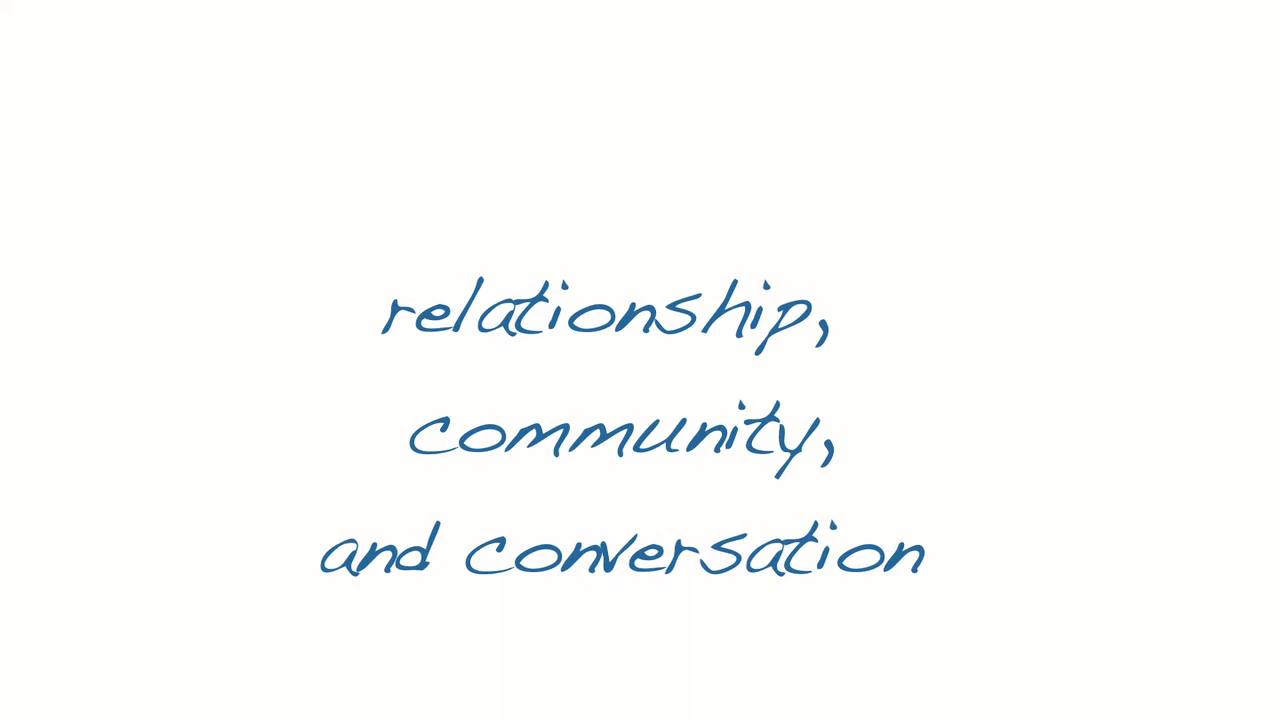 relationship,
community,
and conversation